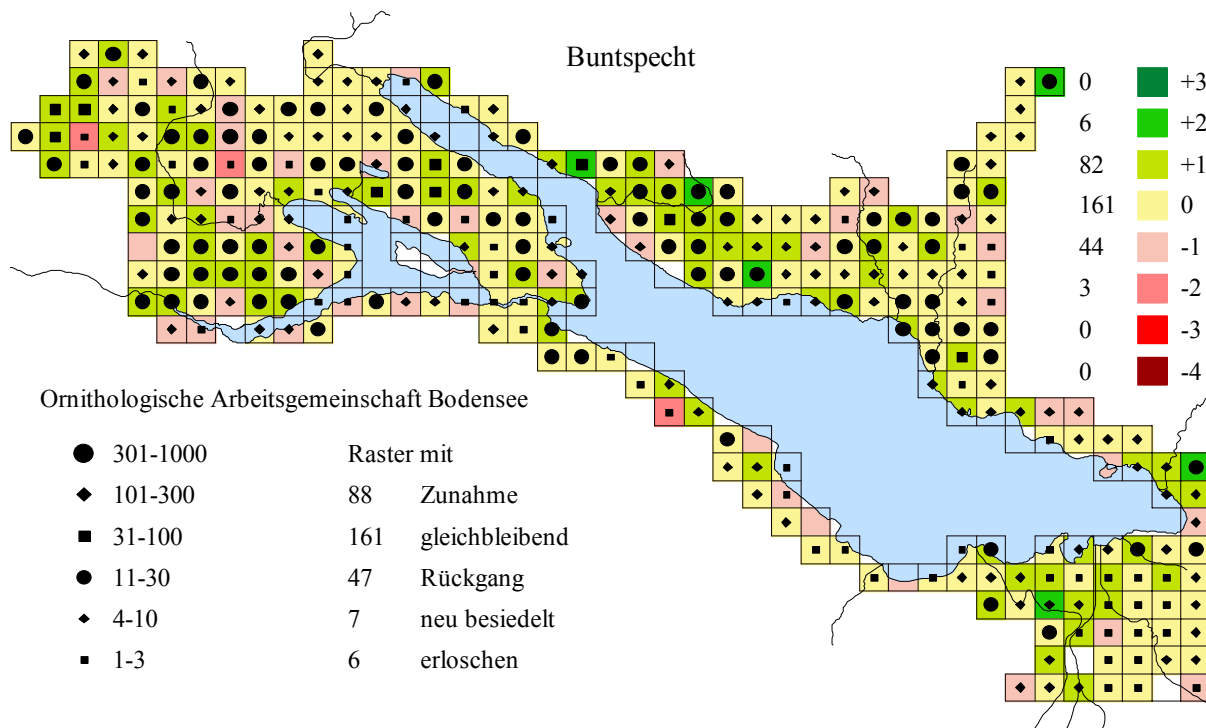 Buntspecht
0 +3
6 +2
82 +1
161 0
44 -1
3 -2
0 -3
0 -4
Ornithologische Arbeitsgemeinschaft Bodensee
301-1000 Raster mit
101-300 88 Zunahme
31-100 161 gleichbleibend
11-30 47 Rückgang
4-10 7 neu besiedelt
1-3 6 erloschen